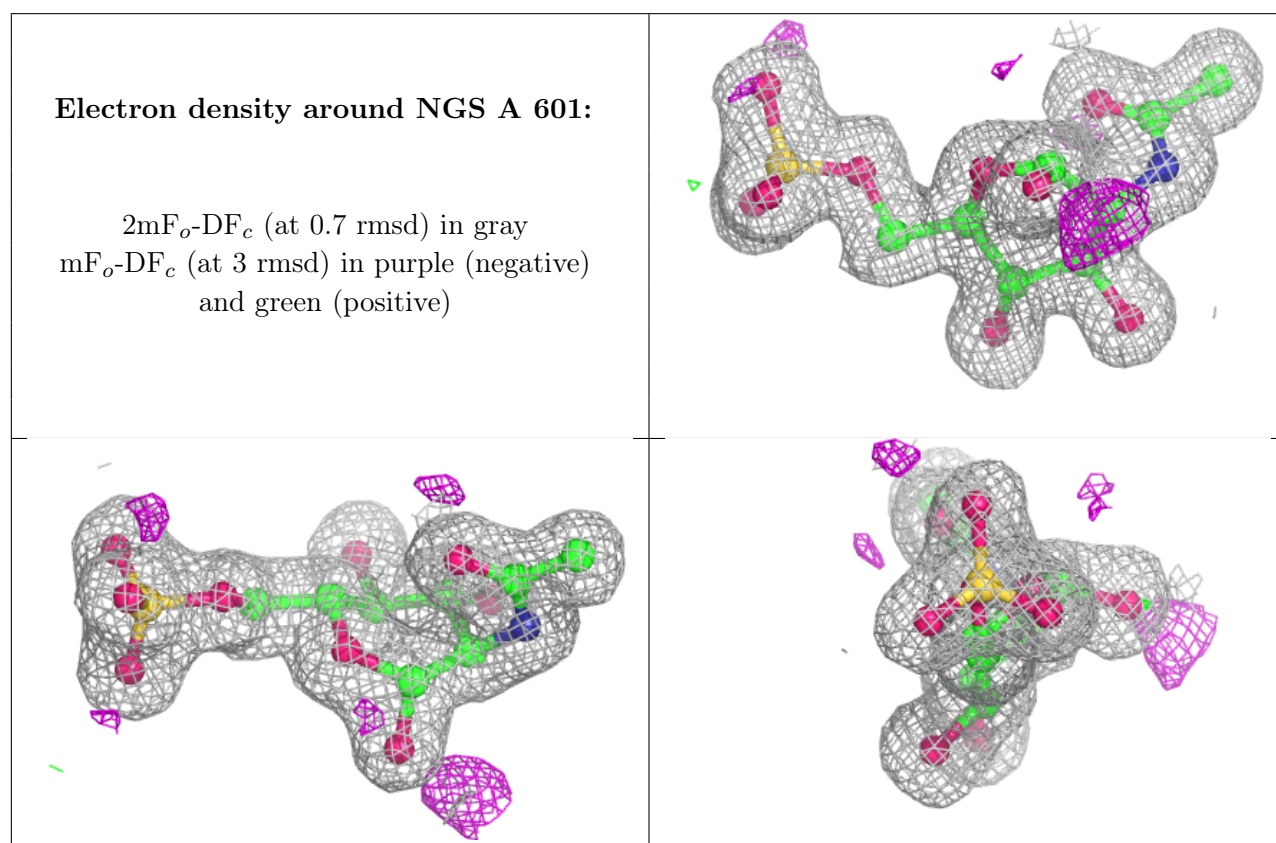 Electron density around NGS A 601:
2mFo-DFc (at 0.7 rmsd) in gray
mFo-DFc (at 3 rmsd) in purple (negative)
and green (positive)